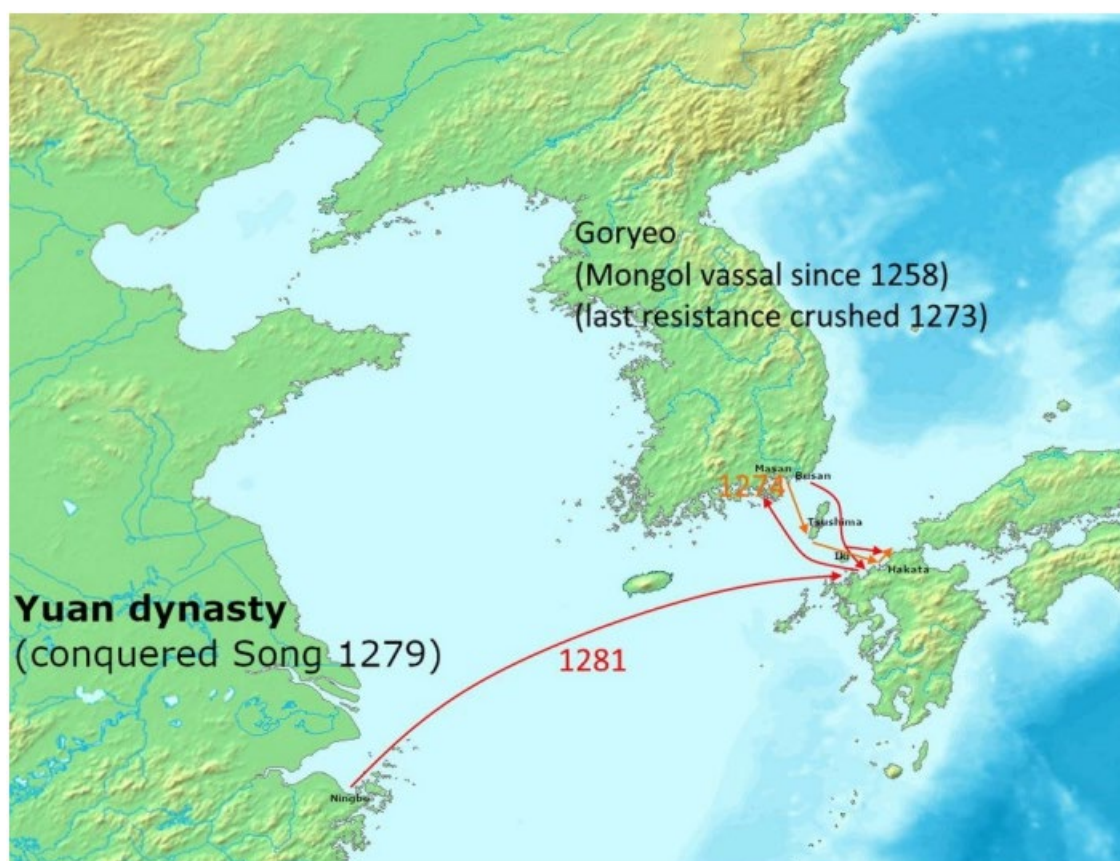 Goryeo
(Mongol vassal since 1258)
(last resistance crushed 1273)
Masan
Busan
1274
Tsushima
Iki
Hakata
Yuan dynasty
(conquered Song 1279)
1281
Ningbo